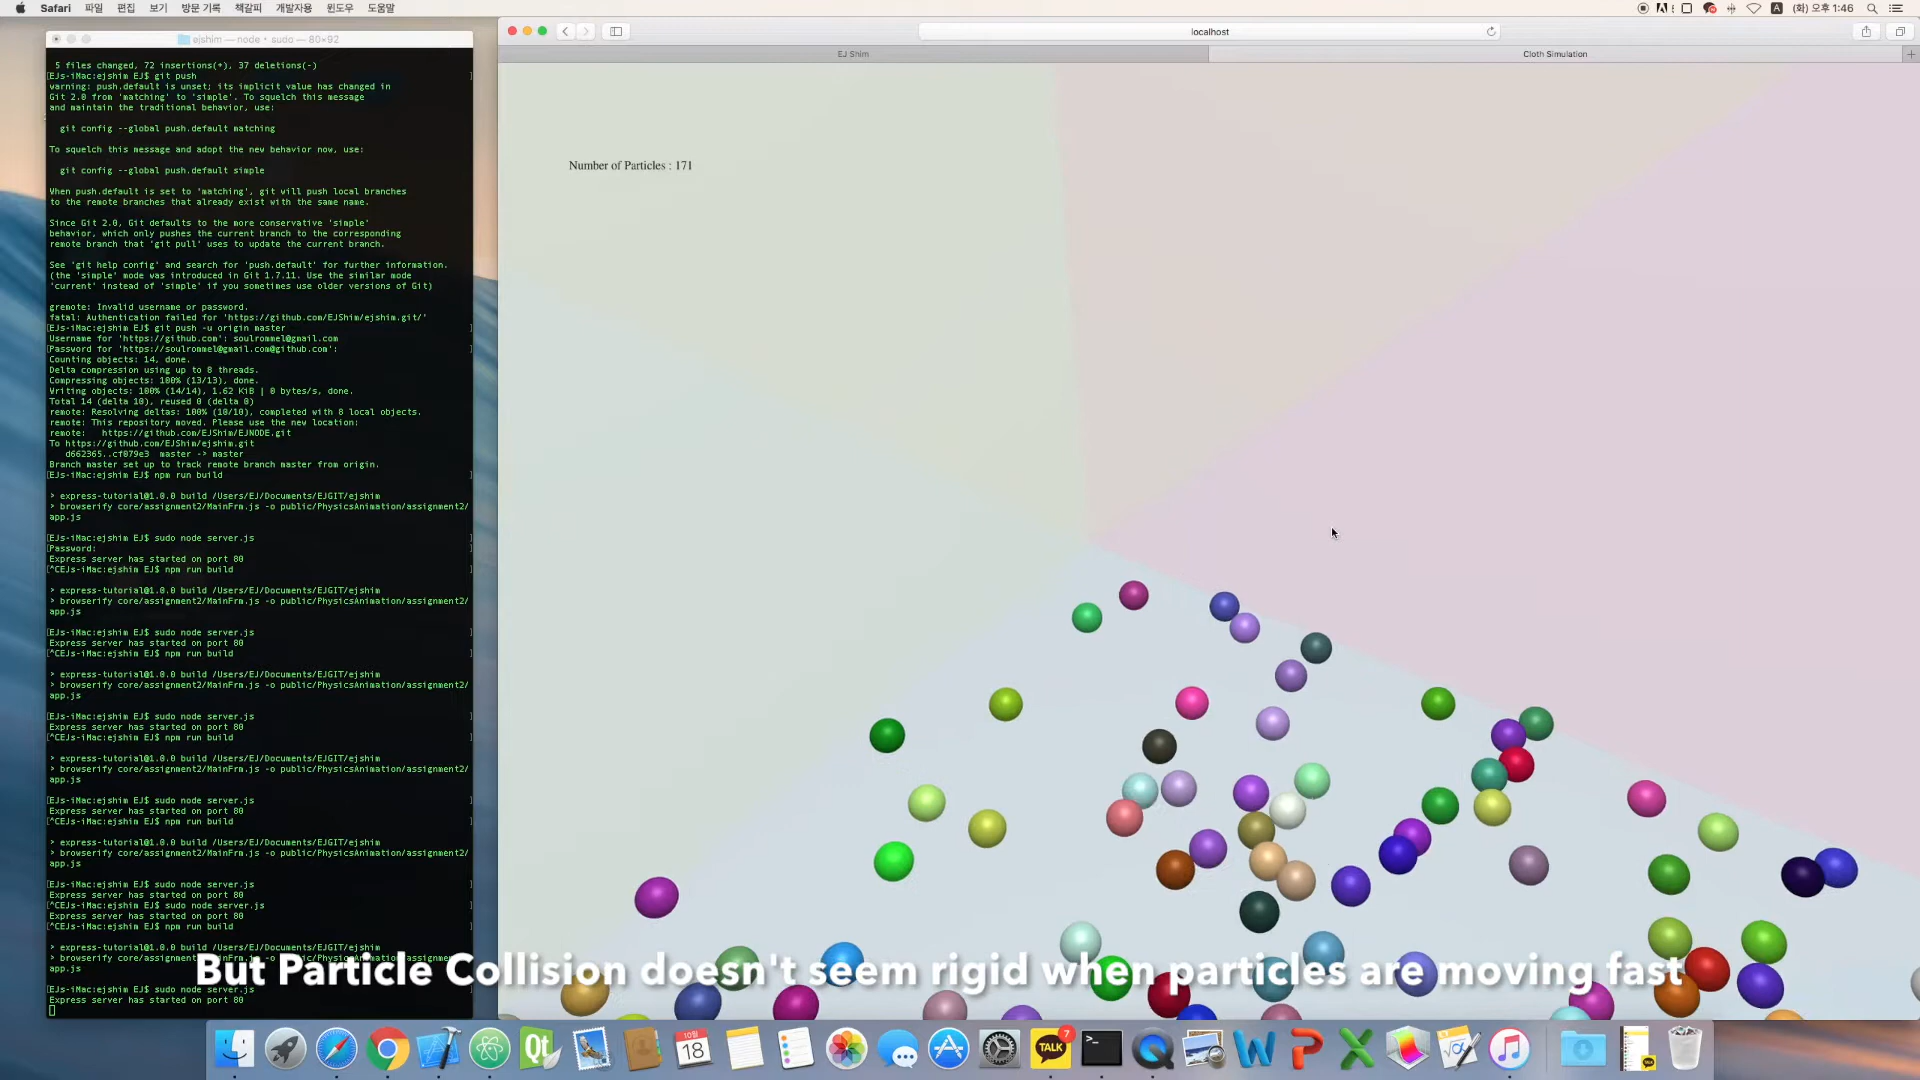 Safari 파일 편집 보기 방문 기록 책갈피 개발자용 윈도우 도움말
(화) 오후 1:46
ejshim — node • sudo — 80×92
localhost
EJ Shim
Cloth Simulation
5 files changed, 72 insertions(+), 37 deletions(-)
[EJs-iMac:ejshim EJ$ git push ]
warning: push.default is unset; its implicit value has changed in
Git 2.0 from 'matching' to 'simple'. To squelch this message
and maintain the traditional behavior, use:
git config --global push.default matching
To squelch this message and adopt the new behavior now, use:
git config --global push.default simple
When push.default is set to 'matching', git will push local branches
to the remote branches that already exist with the same name.
Since Git 2.0, Git defaults to the more conservative 'simple'
behavior, which only pushes the current branch to the corresponding
remote branch that 'git pull' uses to update the current branch.
See 'git help config' and search for 'push.default' for further information.
(the 'simple' mode was introduced in Git 1.7.11. Use the similar mode
'current' instead of 'simple' if you sometimes use older versions of Git)
gremote: Invalid username or password.
fatal: Authentication failed for 'https://github.com/EJShim/ejshim.git/'
[EJs-iMac:ejshim EJ$ git push -u origin master ]
Username for 'https://github.com': soulrommel@gmail.com
[Password for 'https://soulrommel@gmail.com@github.com': ]
Counting objects: 14, done.
Delta compression using up to 8 threads.
Compressing objects: 100% (13/13), done.
Writing objects: 100% (14/14), 1.62 KiB | 0 bytes/s, done.
Total 14 (delta 10), reused 0 (delta 0)
remote: Resolving deltas: 100% (10/10), completed with 8 local objects.
remote: This repository moved. Please use the new location:
remote: https://github.com/EJShim/EJNODE.git
To https://github.com/EJShim/ejshim.git
d662365..cf079e3 master -> master
Branch master set up to track remote branch master from origin.
[EJs-iMac:ejshim EJ$ npm run build ]
> express-tutorial@1.0.0 build /Users/EJ/Documents/EJGIT/ejshim
> browserify core/assignment2/MainFrm.js -o public/PhysicsAnimation/assignment2/
app.js
[EJs-iMac:ejshim EJ$ sudo node server.js ]
[Password: ]
Express server has started on port 80
[^CEJs-iMac:ejshim EJ$ npm run build ]
> express-tutorial@1.0.0 build /Users/EJ/Documents/EJGIT/ejshim
> browserify core/assignment2/MainFrm.js -o public/PhysicsAnimation/assignment2/
app.js
[EJs-iMac:ejshim EJ$ sudo node server.js ]
Express server has started on port 80
[^CEJs-iMac:ejshim EJ$ npm run build ]
> express-tutorial@1.0.0 build /Users/EJ/Documents/EJGIT/ejshim
> browserify core/assignment2/MainFrm.js -o public/PhysicsAnimation/assignment2/
app.js
[EJs-iMac:ejshim EJ$ sudo node server.js ]
Express server has started on port 80
[^CEJs-iMac:ejshim EJ$ npm run build ]
> express-tutorial@1.0.0 build /Users/EJ/Documents/EJGIT/ejshim
> browserify core/assignment2/MainFrm.js -o public/PhysicsAnimation/assignment2/
app.js
[EJs-iMac:ejshim EJ$ sudo node server.js ]
Express server has started on port 80
[^CEJs-iMac:ejshim EJ$ npm run build ]
> express-tutorial@1.0.0 build /Users/EJ/Documents/EJGIT/ejshim
> browserify core/assignment2/MainFrm.js -o public/PhysicsAnimation/assignment2/
app.js
[EJs-iMac:ejshim EJ$ sudo node server.js ]
Express server has started on port 80
[^CEJs-iMac:ejshim EJ$ sudo node server.js ]
Express server has started on port 80
[^CEJs-iMac:ejshim EJ$ npm run build ]
> express-tutorial@1.0.0 build /Users/EJ/Documents/EJGIT/ejshim
> browserify core/assignment2/MainFrm.js -o public/PhysicsAnimation/assignment2/
app.js
[EJs-iMac:ejshim EJ$ sudo node server.js ]
Express server has started on port 80
Number of Particles : 171
But Particle Collision doesn't seem rigid when particles are moving fast
Qt
10월
18
TALK
7